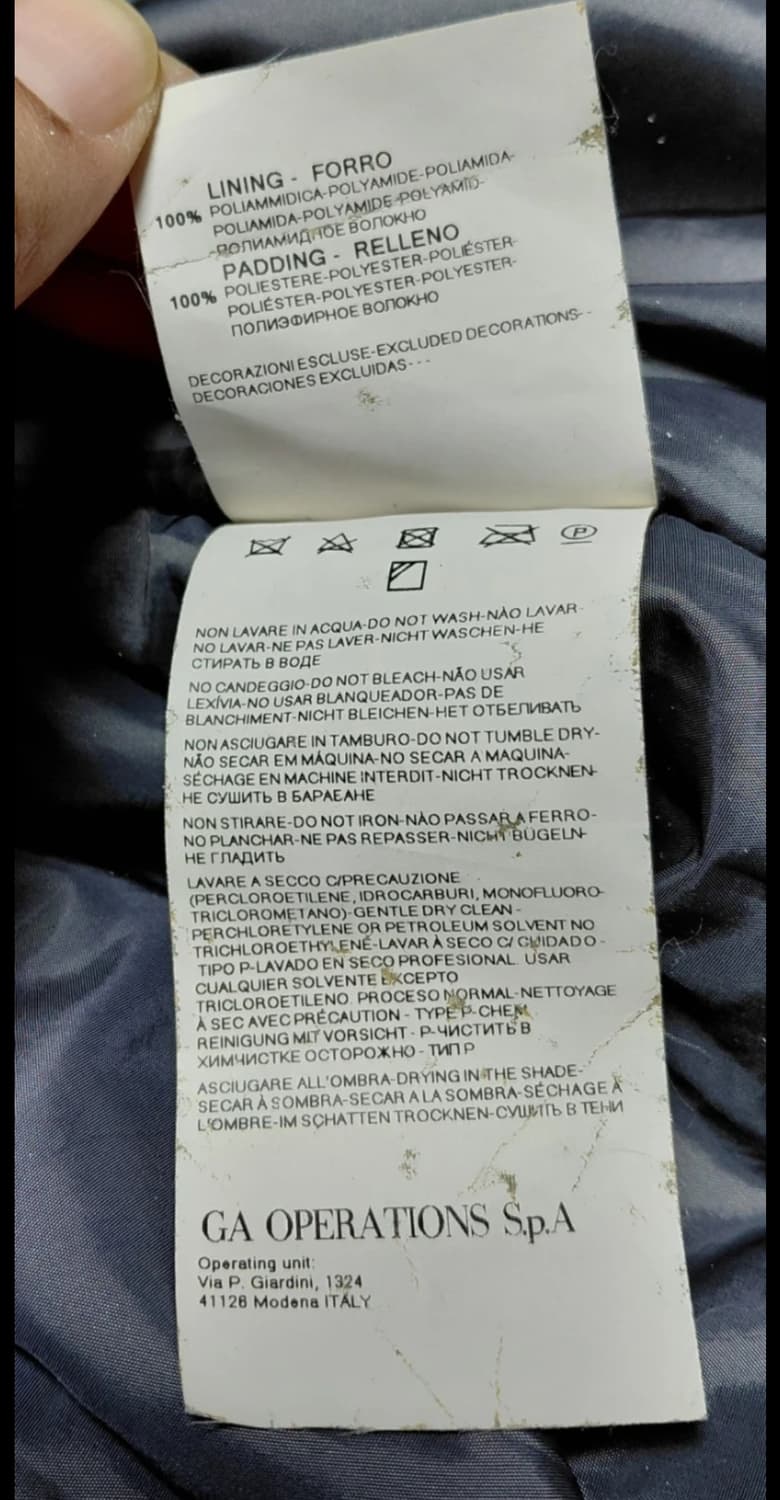 LINING - FORRO
100% POLIAMMIDICA-POLYAMIDE-POLIAMIDA-
POLIAMIDA-POLYAMIDE-POLYAMID-
-ПОЛИАМИДНОЕ ВОЛОКНО
PADDING - RELLENO
100% POLIESTERE-POLYESTER-POLIÉSTER-
POLIÉSTER-POLYESTER-POLYESTER-
ПОЛИЭФИРНОЕ ВОЛОКНО
DECORAZIONI ESCLUSE-EXCLUDED DECORATIONS--
DECORACIONES EXCLUIDAS---
P
NON LAVARE IN ACQUA-DO NOT WASH-NÃO LAVAR-
NO LAVAR-NE PAS LAVER-NICHT WASCHEN-НЕ
СТИРАТЬ В ВОДЕ
NO CANDEGGIO-DO NOT BLEACH-NÃO USAR
LEXÍVIA-NO USAR BLANQUEADOR-PAS DE
BLANCHIMENT-NICHT BLEICHEN-НЕТ ОТБЕЛИВАТЬ
NON ASCIUGARE IN TAMBURO-DO NOT TUMBLE DRY-
NÃO SECAR EM MÁQUINA-NO SECAR A MAQUINA-
SÉCHAGE EN MACHINE INTERDIT-NICHT TROCKNEN-
НЕ СУШИТЬ В БАРАЕАНЕ
NON STIRARE-DO NOT IRON-NÀO PASSAR A FERRO-
NO PLANCHAR-NE PAS REPASSER-NICHT BÜGELN-
НЕ ГЛАДИТЬ
LAVARE A SECCO C/PRECAUZIONE
(PERCLOROETILENE, IDROCARBURI, MONOFLUORO-
TRICLOROMETANO)-GENTLE DRY CLEAN -
PERCHLORETYLENE OR PETROLEUM SOLVENT NO
TRICHLOROETHYLENÉ-LAVAR À SECO C/ CUIDADO -
TIPO P-LAVADO EN SECO PROFESIONAL. USAR
CUALQUIER SOLVENTE EXCEPTO
TRICLOROETILENO. PROCESO NORMAL-NETTOYAGE
À SEC AVEC PRÉCAUTION - TYPE P-CHEM.
REINIGUNG MIT VORSICHT - P-ЧИСТИТЬ В
ХИМЧИСТКЕ ОСТОРОЖНО - ТИП Р
ASCIUGARE ALL'OMBRA-DRYING IN THE SHADE-
SECAR À SOMBRA-SECAR A LA SOMBRA-SÉCHAGE À
L'OMBRE-IM SCHATTEN TROCKNEN-СУШИТЬ В ТЕНИ
GA OPERATIONS S.p.A
Operating unit:
Via P. Giardini, 1324
41126 Modena ITALY